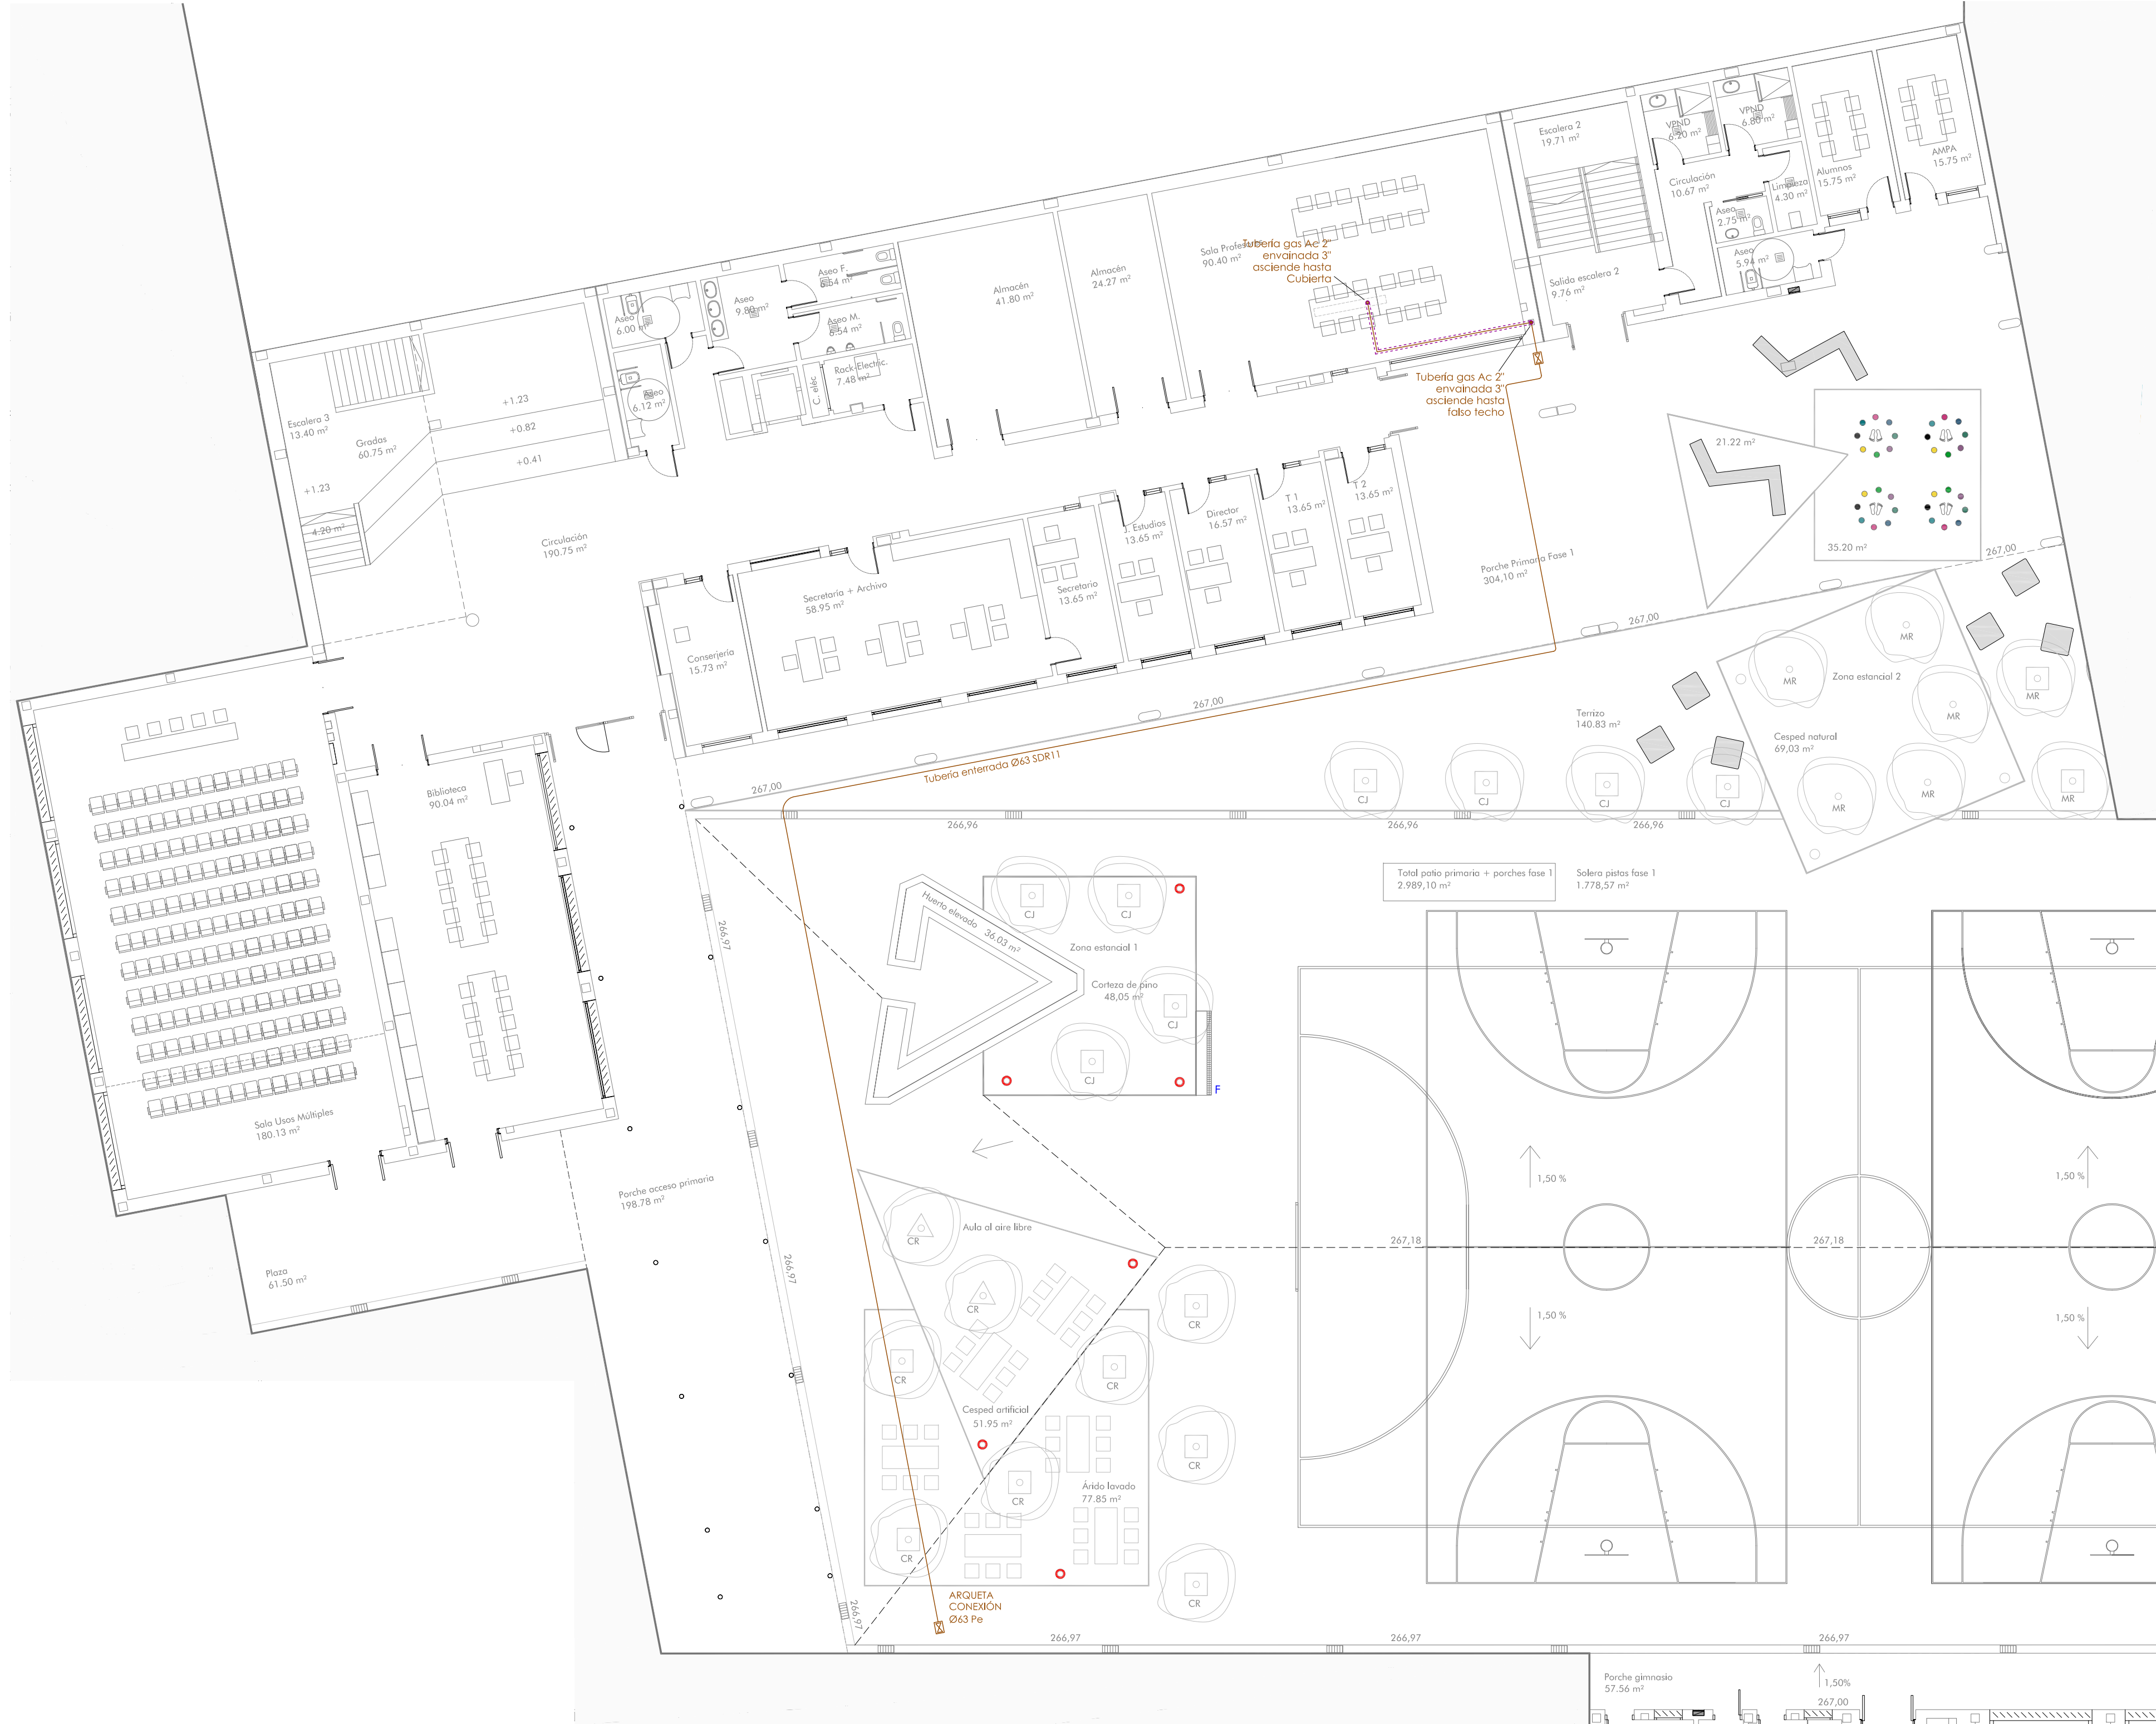 Escalera 2
19.71 m²
VPND
6.20 m²
VPND
6.80 m²
Alumnos
15.75 m²
AMPA
15.75 m²
Circulación
10.67 m²
Limpieza
4.30 m²
Aseo
2.75 m²
Aseo
5.94 m²
Salida escalera 2
9.76 m²
Sala Profesores
90.40 m²
Tubería gas Ac 2"
envainada 3"
asciende hasta
Cubierta
Tubería gas Ac 2"
envainada 3"
asciende hasta
falso techo
Almacén
24.27 m²
Almacén
41.80 m²
Aseo F.
6.54 m²
Aseo
9.80 m²
Aseo M.
6.54 m²
Aseo
6.00 m²
Aseo
6.12 m²
Rack-Electric.
7.48 m²
C. eléc.
Escalera 3
13.40 m²
Gradas
60.75 m²
+1.23
+0.82
+0.41
+1.23
4.20 m²
Circulación
190.75 m²
21.22 m²
35.20 m²
267,00
Conserjería
15.73 m²
Secretaría + Archivo
58.95 m²
Secretario
13.65 m²
J. Estudios
13.65 m²
Director
16.57 m²
T 1
13.65 m²
T 2
13.65 m²
Porche Primaria Fase 1
304,10 m²
267,00
267,00
267,00
Tubería enterrada Ø63 SDR11
MR
MR
MR
MR
MR
MR
MR
Zona estancial 2
Cesped natural
69,03 m²
Terrizo
140.83 m²
CJ
CJ
CJ
CJ
266,96
266,96
266,96
Biblioteca
90.04 m²
Sala Usos Múltiples
180.13 m²
Total patio primaria + porches fase 1
2.989,10 m²
Solera pistas fase 1
1.778,57 m²
Huerto elevado 36.03 m²
CJ
CJ
Zona estancial 1
Corteza de pino
48,05 m²
CJ
CJ
F
266,97
Porche acceso primaria
198.78 m²
Plaza
61.50 m²
266,97
Aula al aire libre
CR
CR
CR
CR
CR
CR
CR
CR
CR
Cesped artificial
51.95 m²
Árido lavado
77.85 m²
1,50 %
1,50 %
267,18
267,18
1,50 %
1,50 %
ARQUETA
CONEXIÓN
Ø63 Pe
266,97
266,97
266,97
266,97
Porche gimnasio
57.56 m²
1,50%
267,00